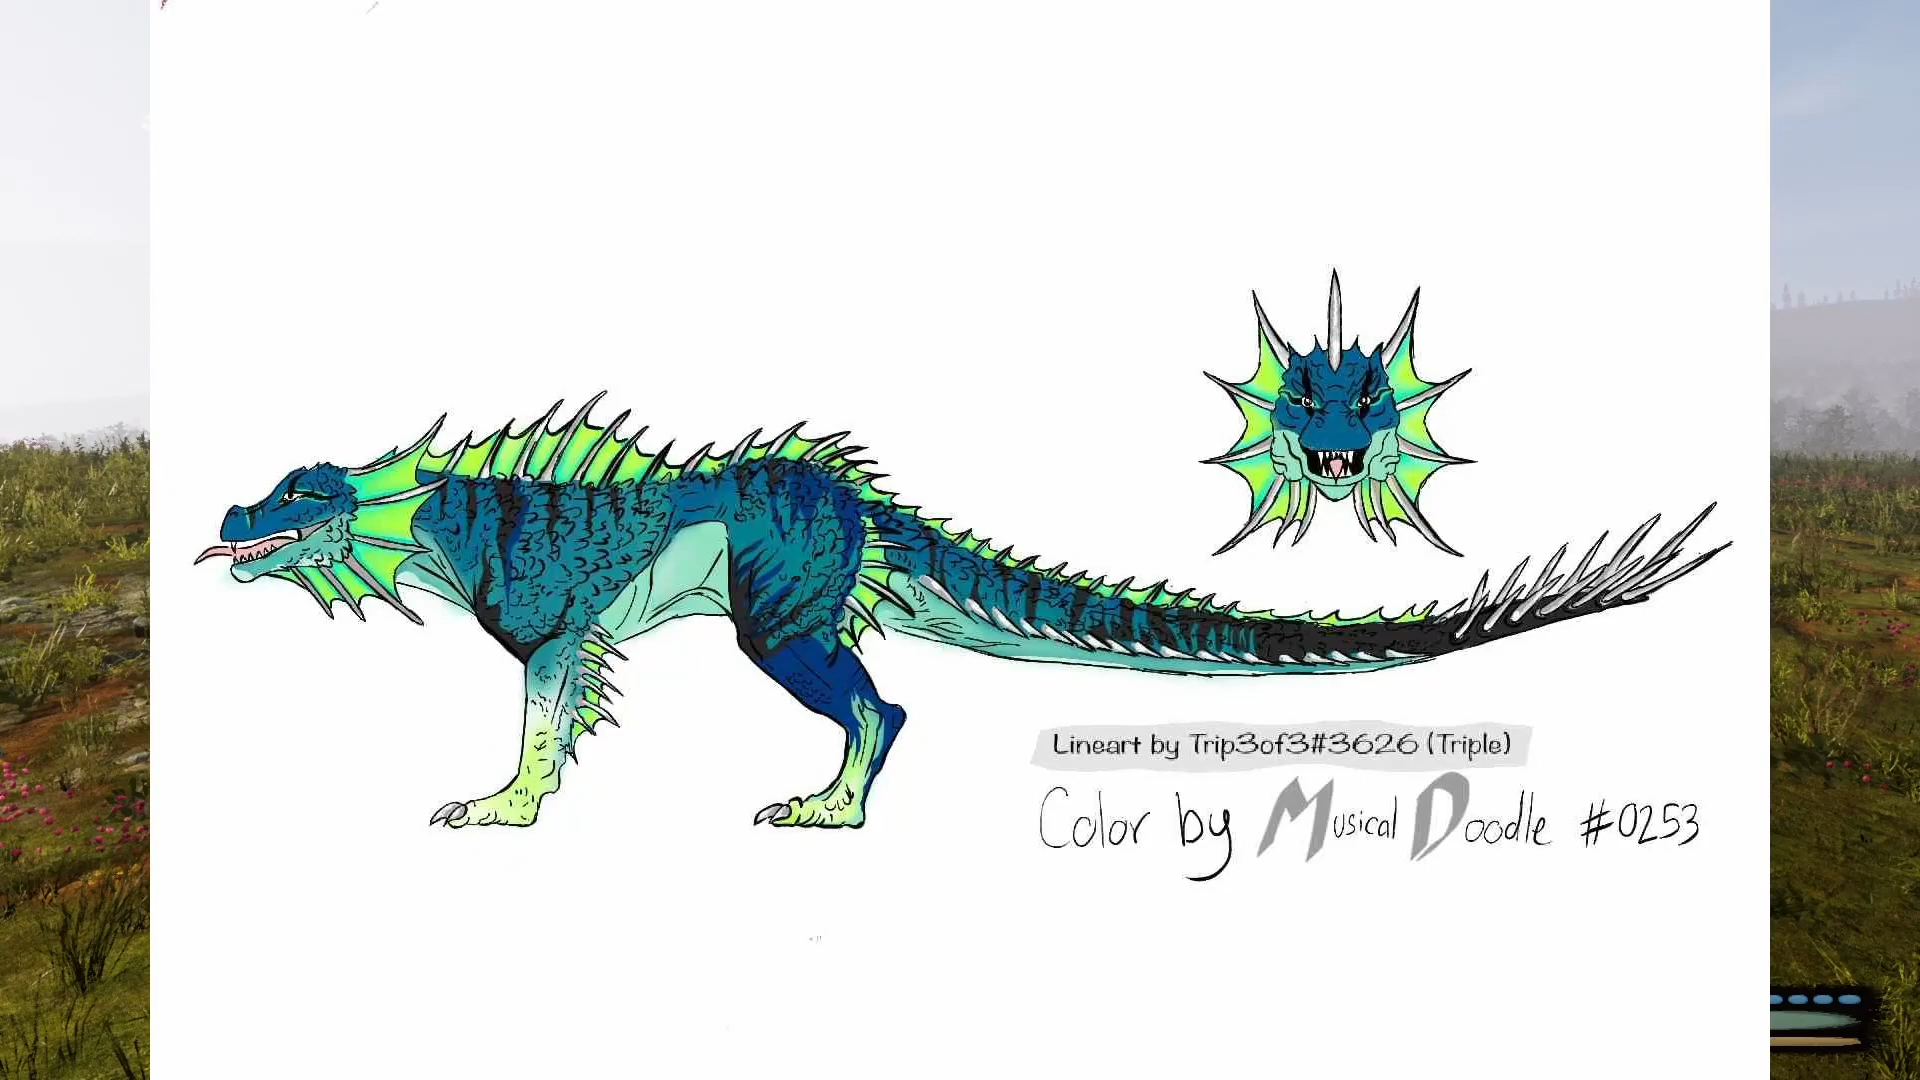 Lineart by Trip3of3#3626 (Triple)
Color by Musical Doodle #0253